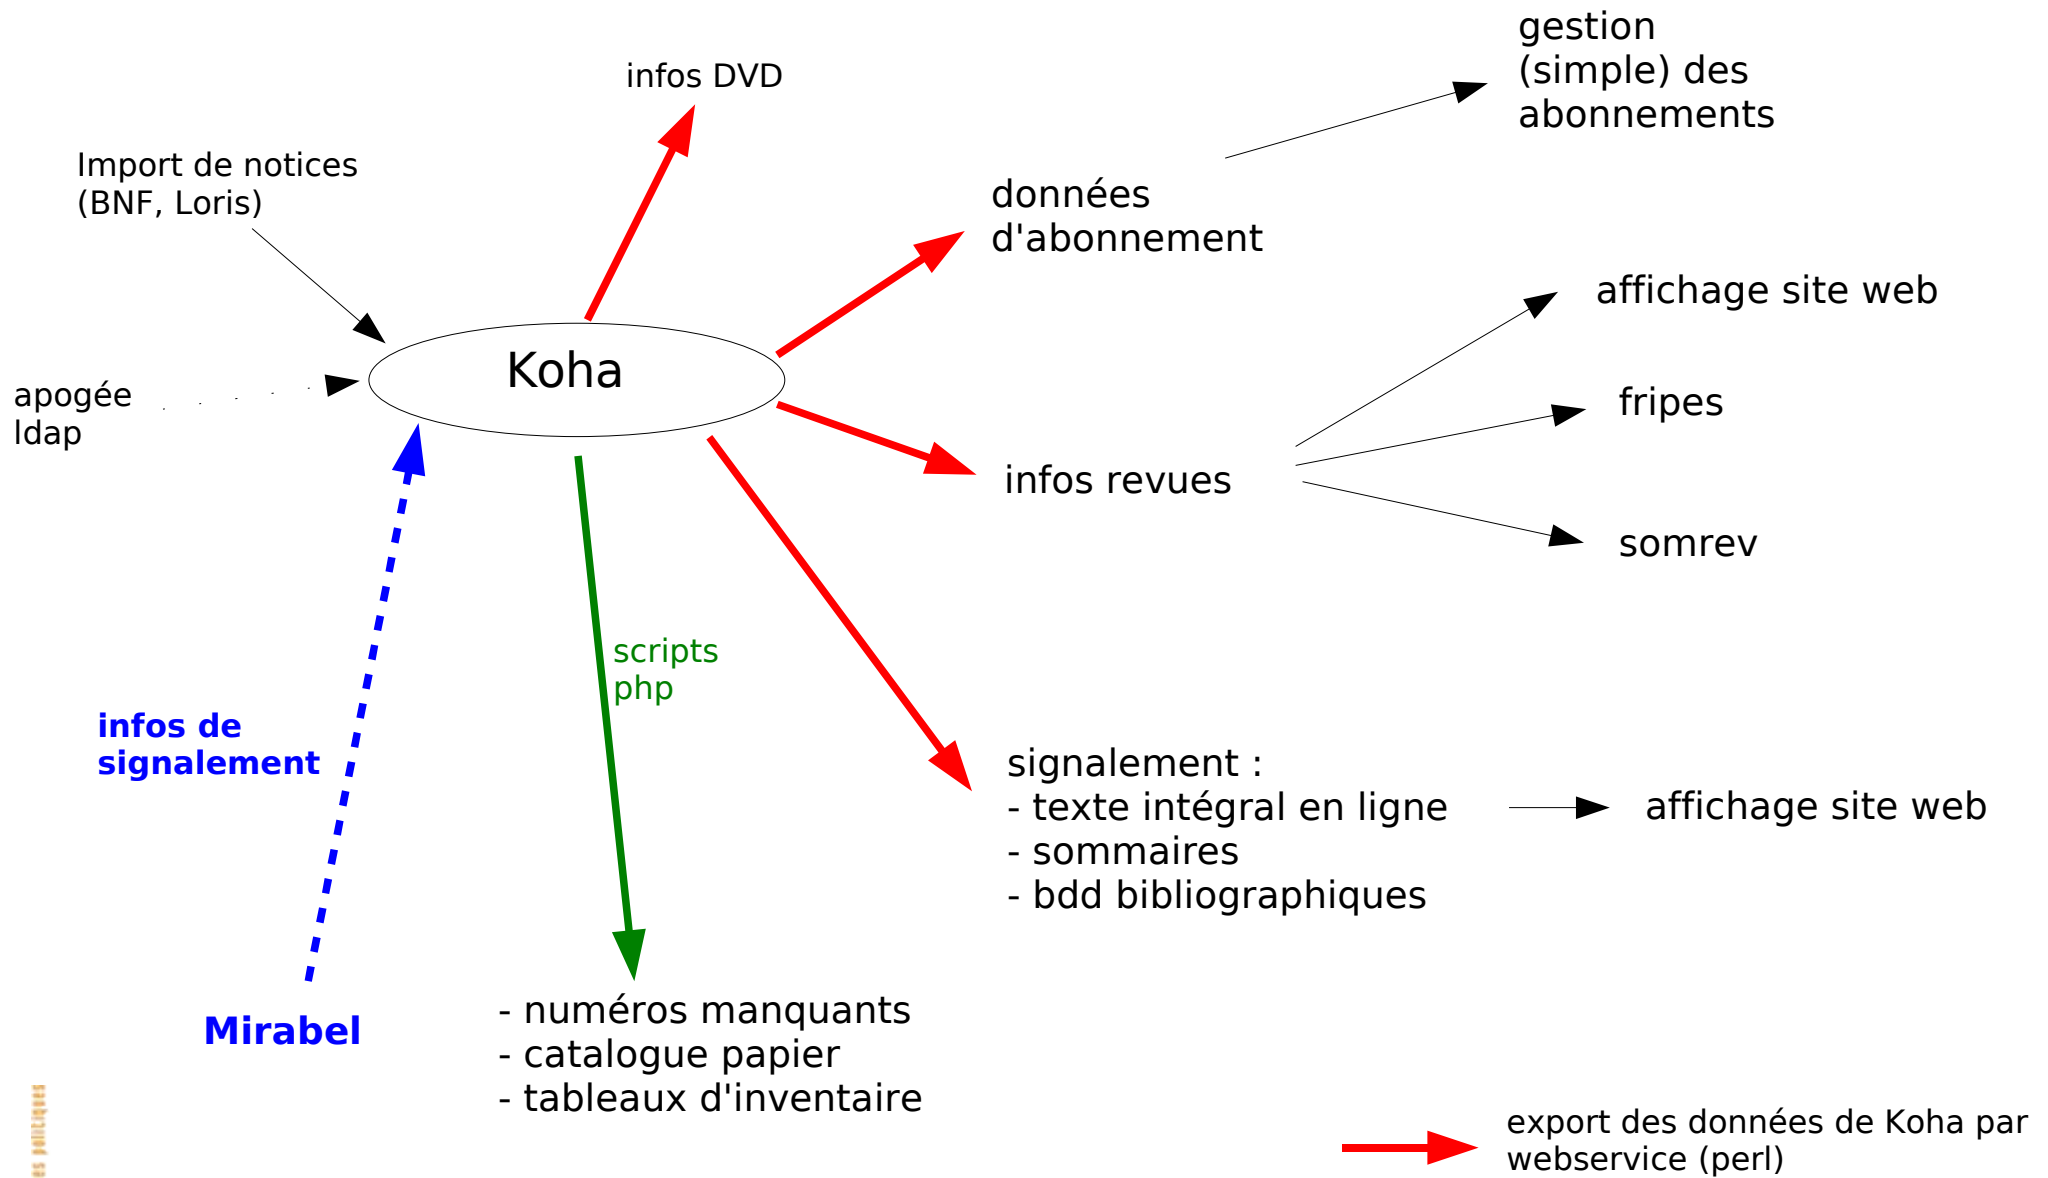 gestion
(simple) des
abonnements
infos DVD
Import de notices
(BNF, Loris)
données
d'abonnement
affichage site web
Koha
apogée
ldap
fripes
infos revues
somrev
scripts
php
infos de
signalement
signalement :
- texte intégral en ligne
- sommaires
- bdd bibliographiques
affichage site web
Mirabel
- numéros manquants
- catalogue papier
- tableaux d'inventaire
es politiques
export des données de Koha par
webservice (perl)